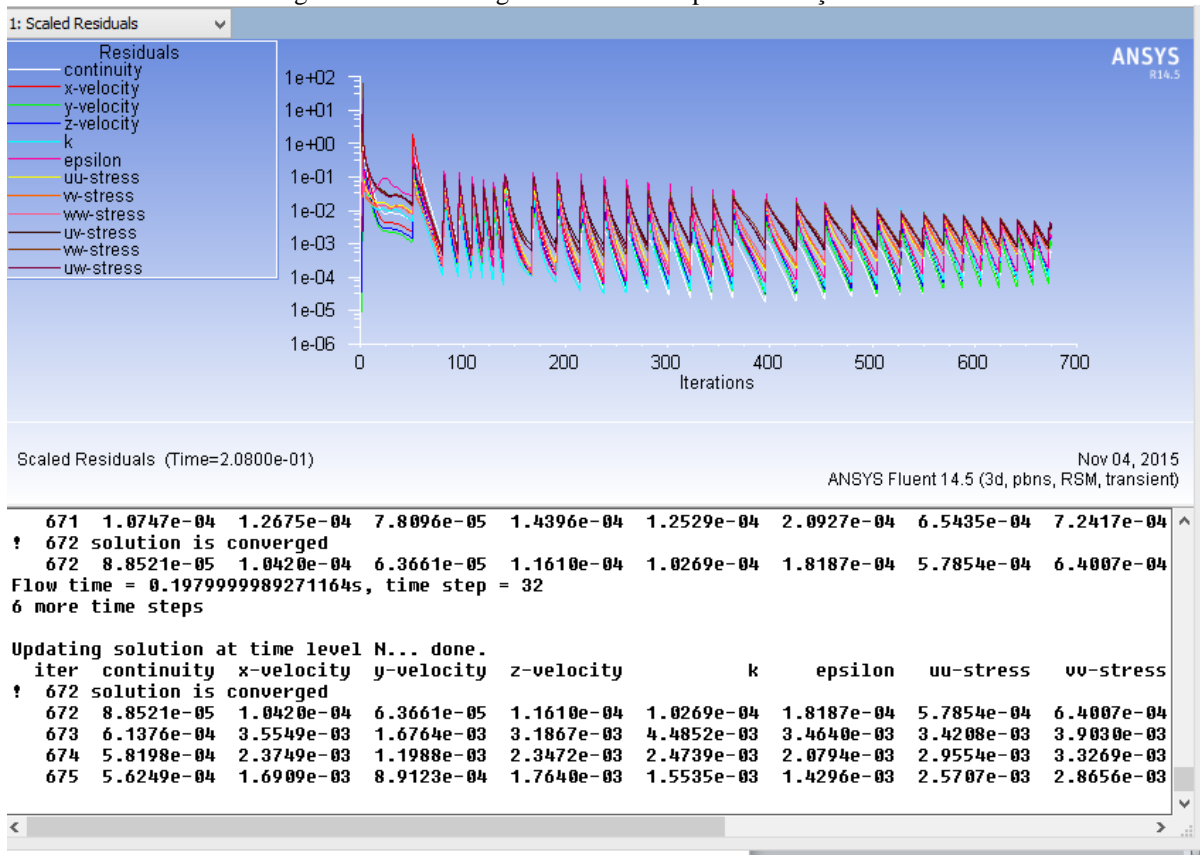 1: Scaled Residuals
Residuals
continuity
x-velocity
y-velocity
z-velocity
k
epsilon
uu-stress
vv-stress
ww-stress
uv-stress
vw-stress
uw-stress
ANSYS
R14.5
1e+02
1e+01
1e+00
1e-01
1e-02
1e-03
1e-04
1e-05
1e-06
0 100 200 300 400 500 600 700
Iterations
Scaled Residuals (Time=2.0800e-01)
Nov 04, 2015
ANSYS Fluent 14.5 (3d, pbns, RSM, transient)
671 1.0747e-04 1.2675e-04 7.8096e-05 1.4396e-04 1.2529e-04 2.0927e-04 6.5435e-04 7.2417e-04
! 672 solution is converged
672 8.8521e-05 1.0420e-04 6.3661e-05 1.1610e-04 1.0269e-04 1.8187e-04 5.7854e-04 6.4007e-04
Flow time = 0.1979999989271164s, time step = 32
6 more time steps
Updating solution at time level N... done.
iter continuity x-velocity y-velocity z-velocity k epsilon uu-stress vv-stress
! 672 solution is converged
672 8.8521e-05 1.0420e-04 6.3661e-05 1.1610e-04 1.0269e-04 1.8187e-04 5.7854e-04 6.4007e-04
673 6.1376e-04 3.5549e-03 1.6764e-03 3.1867e-03 4.4852e-03 3.4640e-03 3.4208e-03 3.9030e-03
674 5.8198e-04 2.3749e-03 1.1988e-03 2.3472e-03 2.4739e-03 2.0794e-03 2.9554e-03 3.3269e-03
675 5.6249e-04 1.6909e-03 8.9123e-04 1.7640e-03 1.5535e-03 1.4296e-03 2.5707e-03 2.8656e-03